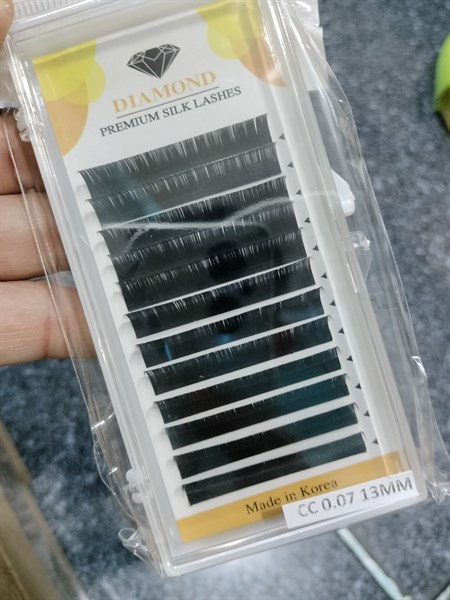 DIAMOND
PREMIUM SILK LASHES
Made in Korea
CC 0.07 13MM